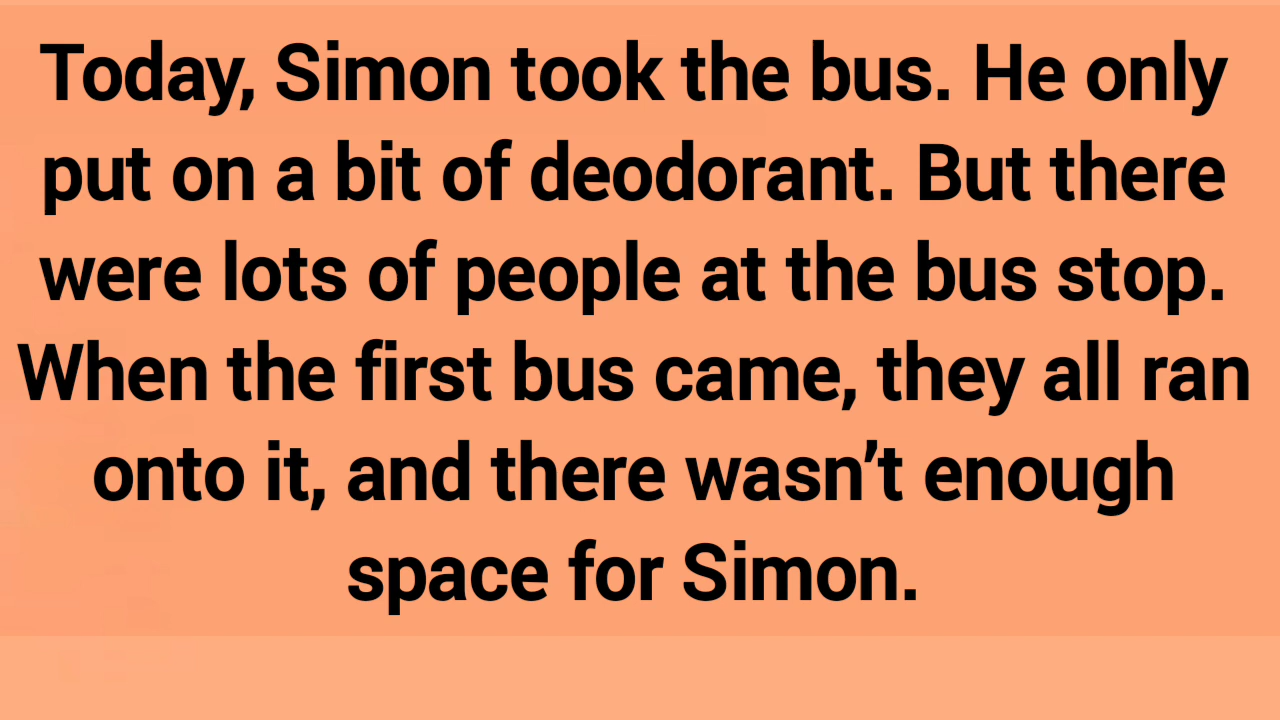 Today, Simon took the bus. He only
put on a bit of deodorant. But there
were lots of people at the bus stop.
When the first bus came, they all ran
onto it, and there wasn’t enough
space for Simon.